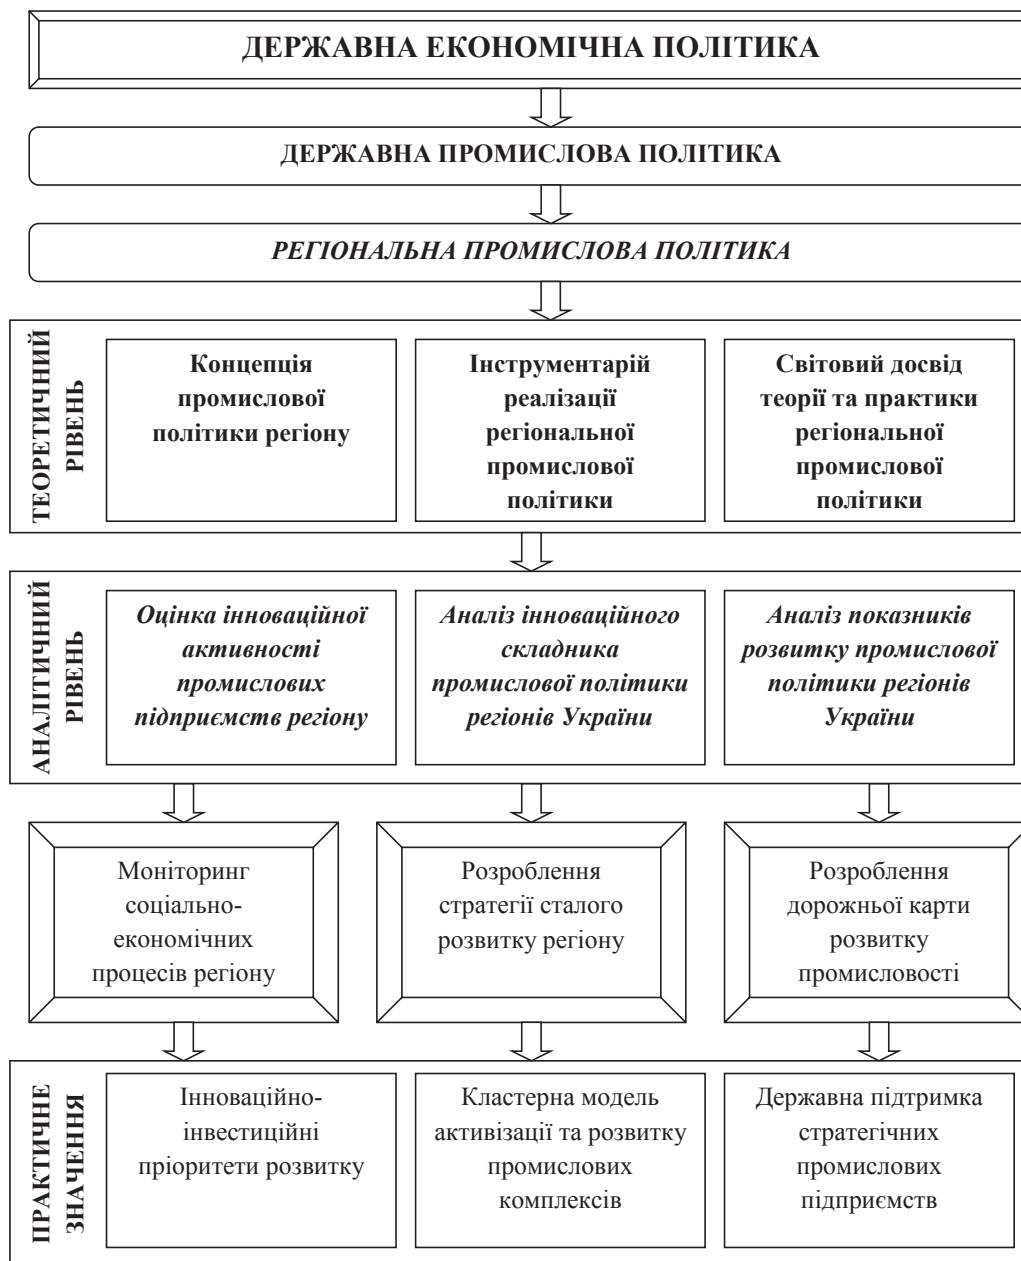 ДЕРЖАВНА ЕКОНОМІЧНА ПОЛІТИКА
ДЕРЖАВНА ПРОМИСЛОВА ПОЛІТИКА
РЕГІОНАЛЬНА ПРОМИСЛОВА ПОЛІТИКА
ТЕОРЕТИЧНИЙ
РІВЕНЬ
Концепція
промислової
політики регіону
Інструментарій
реалізації
регіональної
промислової
політики
Світовий досвід
теорії та практики
регіональної
промислової
політики
АНАЛІТИЧНИЙ
РІВЕНЬ
Оцінка інноваційної
активності
промислових
підприємств регіону
Аналіз інноваційного
складника
промислової політики
регіонів України
Аналіз показників
розвитку промислової
політики регіонів
України
Моніторинг
соціально-
економічних
процесів регіону
Розроблення
стратегії сталого
розвитку регіону
Розроблення
дорожньої карти
розвитку
промисловості
ПРАКТИЧНЕ
ЗНАЧЕННЯ
Інноваційно-
інвестиційні
пріоритети розвитку
Кластерна модель
активізації та розвитку
промислових
комплексів
Державна підтримка
стратегічних
промислових
підприємств